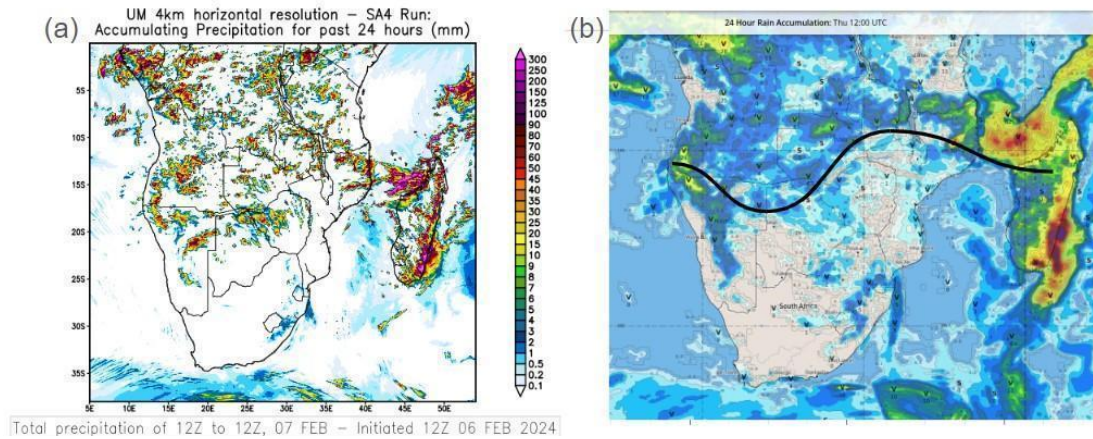 (a)
UM 4km horizontal resolution − SA4 Run:
Accumulating Precipitation for past 24 hours (mm)
5S
10S
15S
20S
25S
30S
35S
5E 10E 15E 20E 25E 30E 35E 40E 45E 50E
300
250
200
150
100
90
80
70
60
50
45
40
35
30
25
20
15
10
9
8
7
6
5
4
3
2
1
0.5
0.2
0.1
Total precipitation of 12Z to 12Z, 07 FEB − Initiated 12Z 06 FEB 2024
(b)
24 Hour Rain Accumulation: Thu 12:00 UTC
South Africa